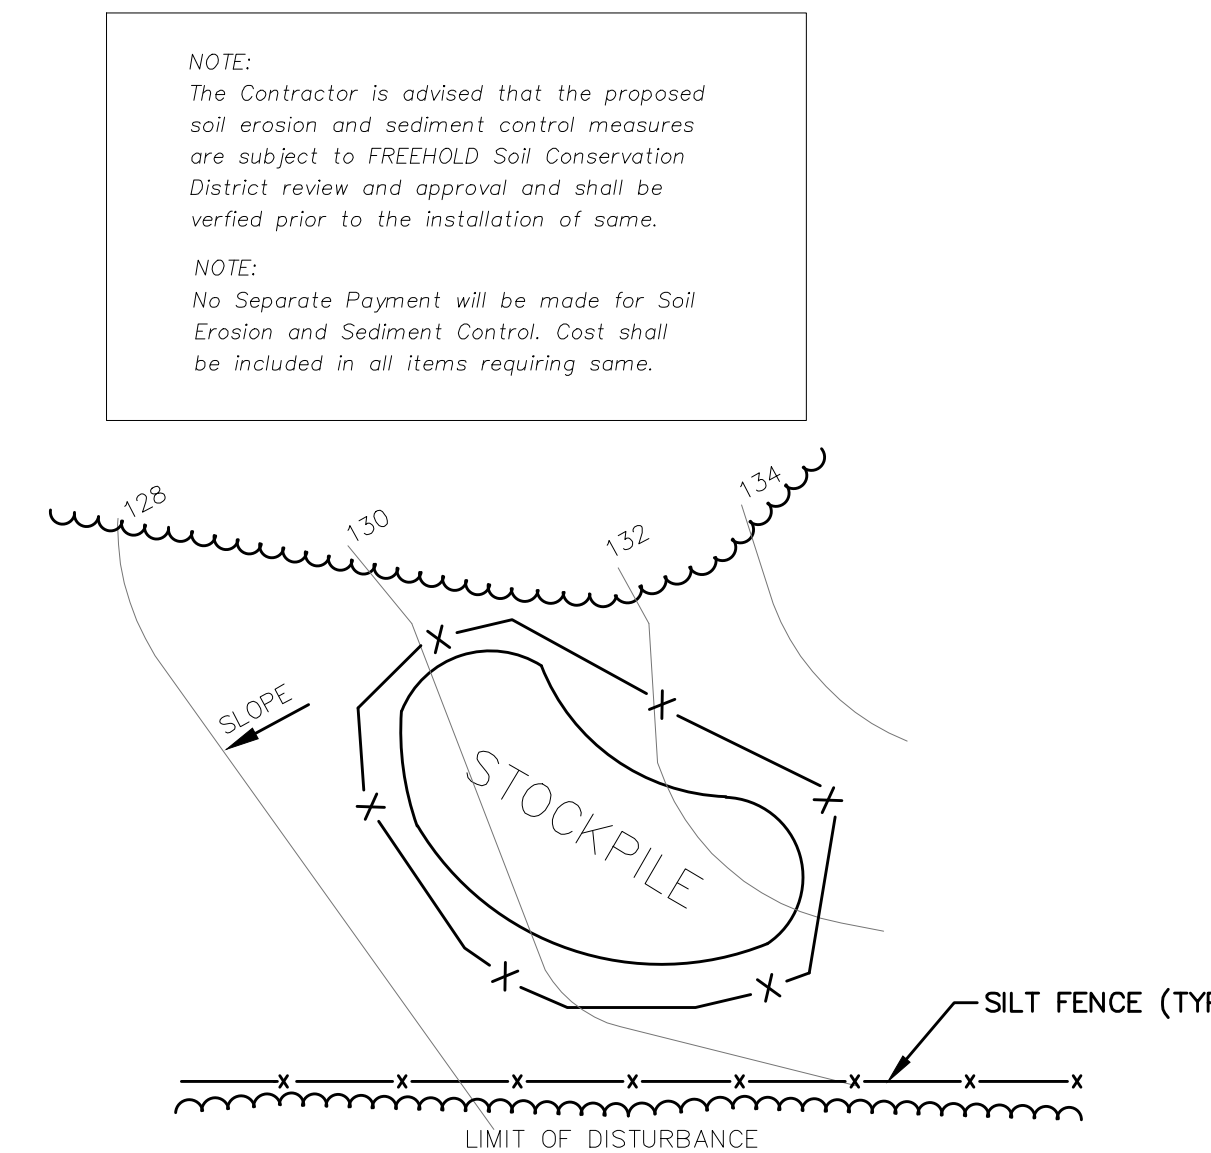 NOTE:
The Contractor is advised that the proposed
soil erosion and sediment control measures
are subject to FREEHOLD Soil Conservation
District review and approval and shall be
verfied prior to the installation of same.
NOTE:
No Separate Payment will be made for Soil
Erosion and Sediment Control. Cost shall
be included in all items requiring same.
128
130
132
134
SLOPE
STOCKPILE
SILT FENCE (TYP
LIMIT OF DISTURBANCE